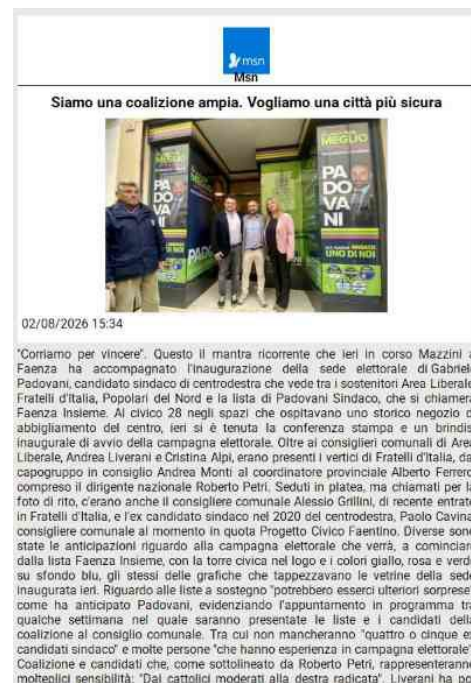 msn
Msn
Siamo una coalizione ampia. Vogliamo una città più sicura
MEGLIO
MEGLIO
PA
DO
VA
NI
PADO
PA
DO
VA
NI
SINDACO
UNO DI NOI
02/08/2026 15:34
"Corriamo per vincere". Questo il mantra ricorrente che ieri in corso Mazzini a
Faenza ha accompagnato l'inaugurazione della sede elettorale di Gabriele
Padovani, candidato sindaco di centrodestra che vede tra i sostenitori Area Liberale,
Fratelli d'Italia, Popolari del Nord e la lista di Padovani Sindaco, che si chiamerà
Faenza Insieme. Al civico 28 negli spazi che ospitavano uno storico negozio di
abbigliamento del centro, ieri si è tenuta la conferenza stampa e un brindisi
inaugurale di avvio della campagna elettorale. Oltre ai consiglieri comunali di Area
Liberale, Andrea Liverani e Cristina Alpi, erano presenti i vertici di Fratelli d'Italia, dal
capogruppo in consiglio Andrea Monti al coordinatore provinciale Alberto Ferrero
compreso il dirigente nazionale Roberto Petri. Seduti in platea, ma chiamati per la
foto di rito, c'erano anche il consigliere comunale Alessio Grillini, di recente entrato
in Fratelli d'Italia, e l'ex candidato sindaco nel 2020 del centrodestra, Paolo Cavina,
consigliere comunale al momento in quota Progetto Civico Faentino. Diverse sono
state le anticipazioni riguardo alla campagna elettorale che verrà, a cominciare
dalla lista Faenza Insieme, con la torre civica nel logo e i colori giallo, rosa e verde
su sfondo blu, gli stessi delle grafiche che tappezzavano le vetrine della sede
inaugurata ieri. Riguardo alle liste a sostegno "potrebbero esserci ulteriori sorprese"
come ha anticipato Padovani, evidenziando l'appuntamento in programma tra
qualche settimana nel quale saranno presentate le liste e i candidati della
coalizione al consiglio comunale. Tra cui non mancheranno "quattro o cinque ex
candidati sindaco" e molte persone "che hanno esperienza in campagna elettorale".
Coalizione e candidati che, come sottolineato da Roberto Petri, rappresenteranno
molteplici sensibilità: "Dai cattolici moderati alla destra radicata". Liverani ha poi